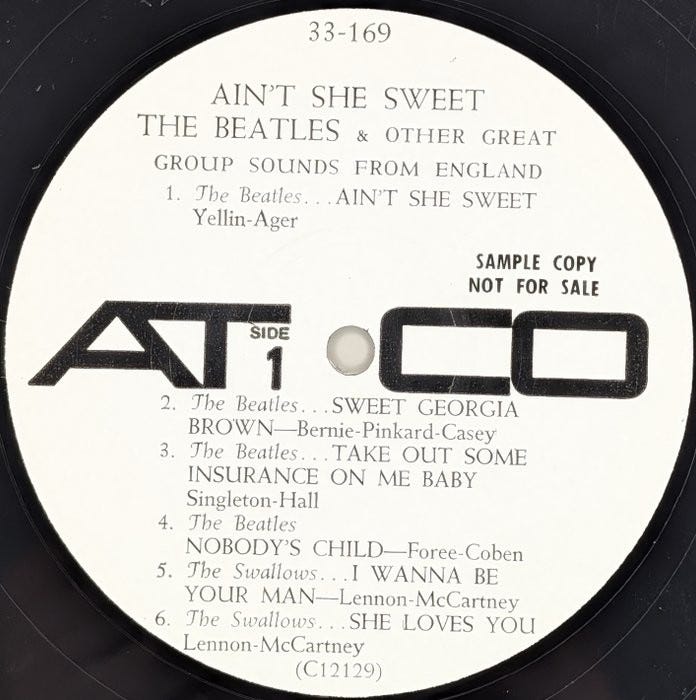 33-169
AIN'T SHE SWEET
THE BEATLES & OTHER GREAT
GROUP SOUNDS FROM ENGLAND
1. The Beatles...AIN'T SHE SWEET
Yellin-Ager
SAMPLE COPY
NOT FOR SALE
ATCO
SIDE
1
2. The Beatles...SWEET GEORGIA
BROWN—Bernie-Pinkard-Casey
3. The Beatles...TAKE OUT SOME
INSURANCE ON ME BABY
Singleton-Hall
4. The Beatles
NOBODY'S CHILD—Foree-Coben
5. The Swallows...I WANNA BE
YOUR MAN—Lennon-McCartney
6. The Swallows...SHE LOVES YOU
Lennon-McCartney
(C12129)